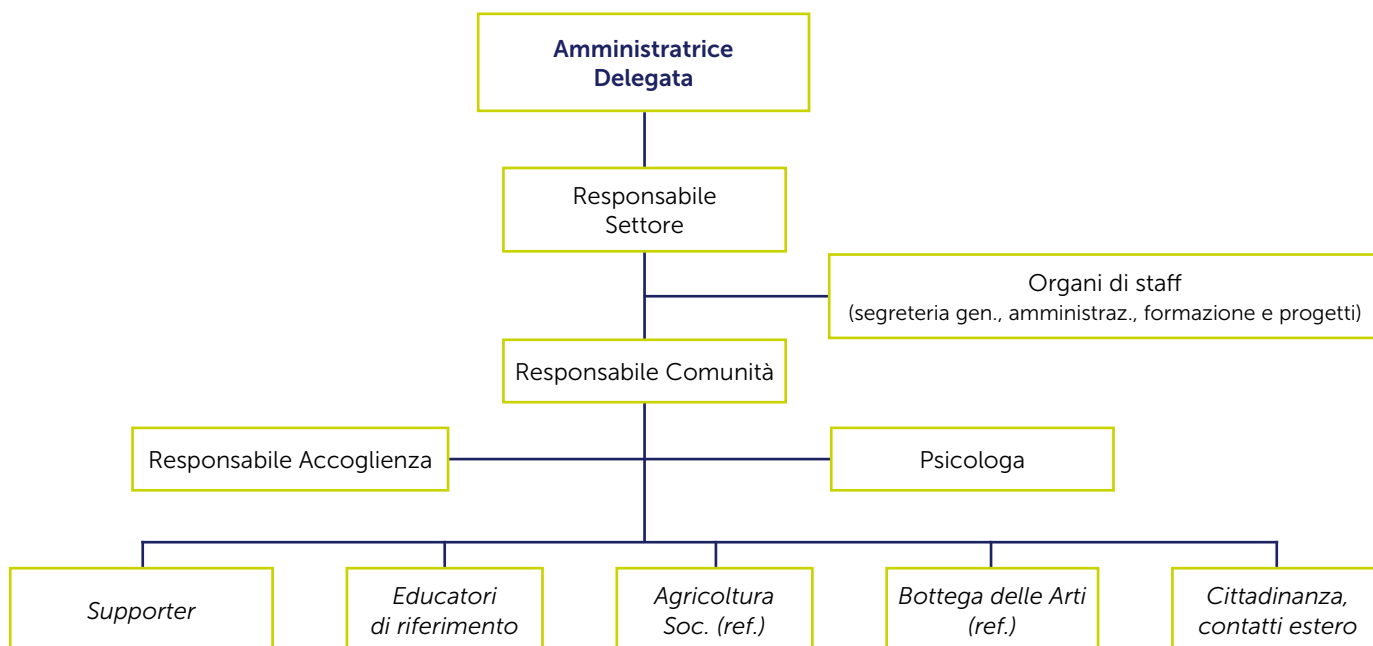 Amministratrice
Delegata
Responsabile
Settore
Organi di staff
(segreteria gen., amministraz., formazione e progetti)
Responsabile Comunità
Responsabile Accoglienza
Psicologa
Supporter
Educatori
di riferimento
Agricoltura
Soc. (ref.)
Bottega delle Arti
(ref.)
Cittadinanza,
contatti estero